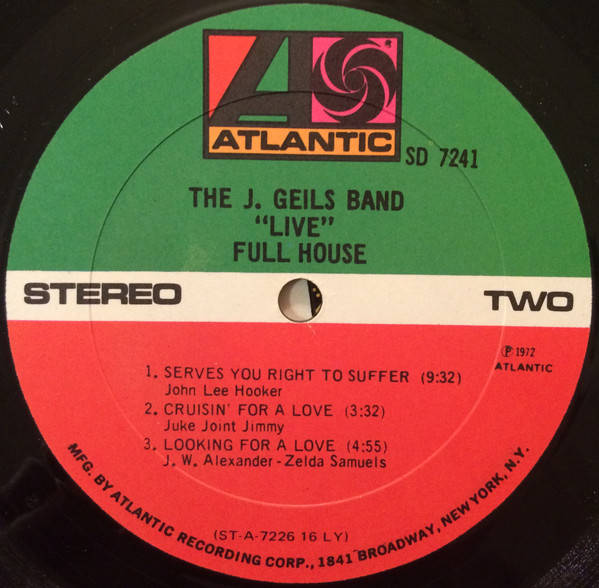 ATLANTIC
SD 7241
THE J. GEILS BAND
"LIVE"
FULL HOUSE
STEREO
TWO
℗ 1972
ATLANTIC
1. SERVES YOU RIGHT TO SUFFER (9:32)
John Lee Hooker
2. CRUISIN' FOR A LOVE (3:32)
Juke Joint Jimmy
3. LOOKING FOR A LOVE (4:55)
J. W. Alexander - Zelda Samuels
(ST-A-7226 16 LY)
MFG. BY ATLANTIC RECORDING CORP., 1841 BROADWAY, NEW YORK, N.Y.